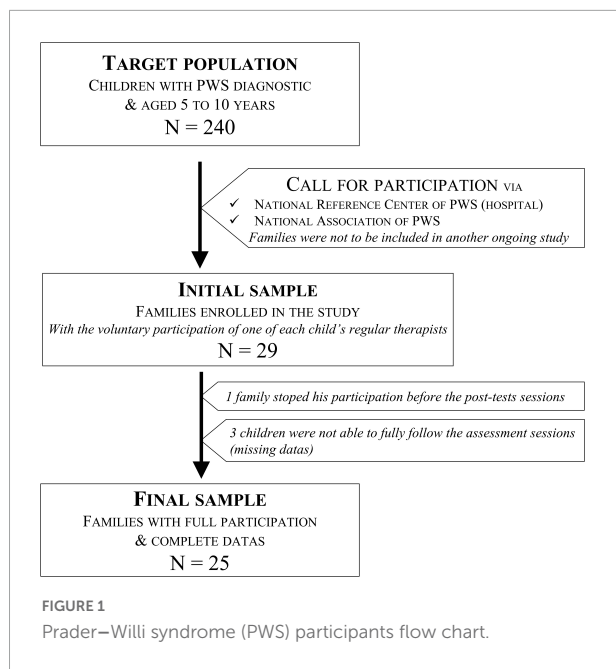 TARGET POPULATION
CHILDREN WITH PWS DIAGNOSTIC
& AGED 5 TO 10 YEARS
N = 240
CALL FOR PARTICIPATION VIA
✓ NATIONAL REFERENCE CENTER OF PWS (HOSPITAL)
✓ NATIONAL ASSOCIATION OF PWS
Families were not to be included in another ongoing study
INITIAL SAMPLE
FAMILIES ENROLLED IN THE STUDY
With the voluntary participation of one of each child's regular therapists
N = 29
1 family stoped his participation before the post-tests sessions
3 children were not able to fully follow the assessment sessions
(missing datas)
FINAL SAMPLE
FAMILIES WITH FULL PARTICIPATION
& COMPLETE DATAS
N = 25
FIGURE 1
Prader–Willi syndrome (PWS) participants flow chart.